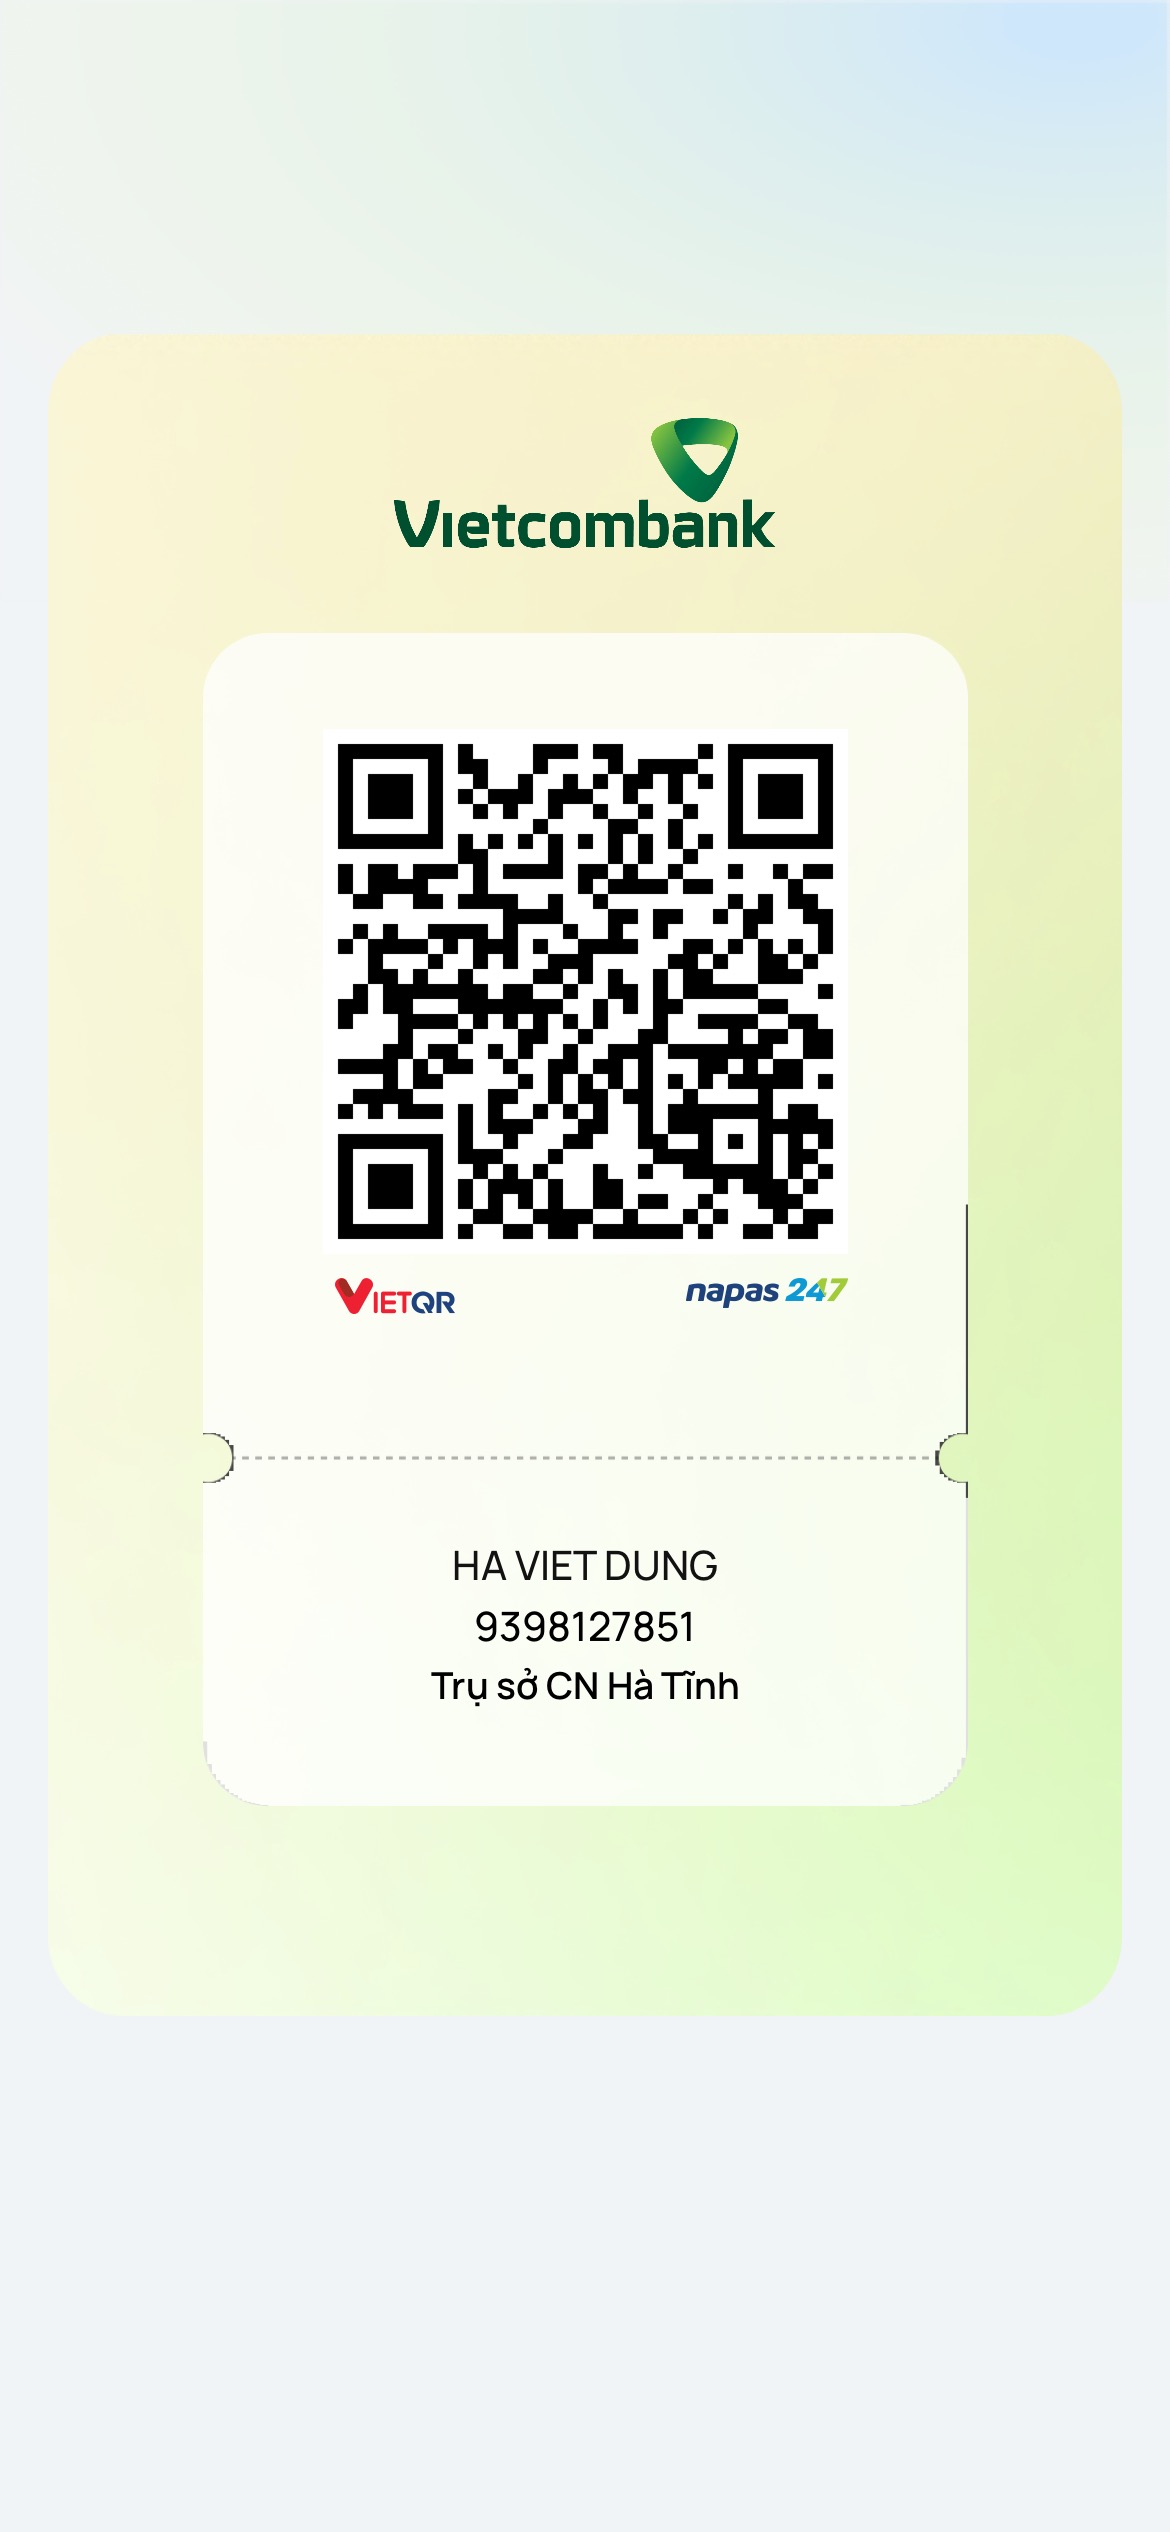 Vietcombank
VIETQR
napas 247
HA VIET DUNG
9398127851
Trụ sở CN Hà Tĩnh